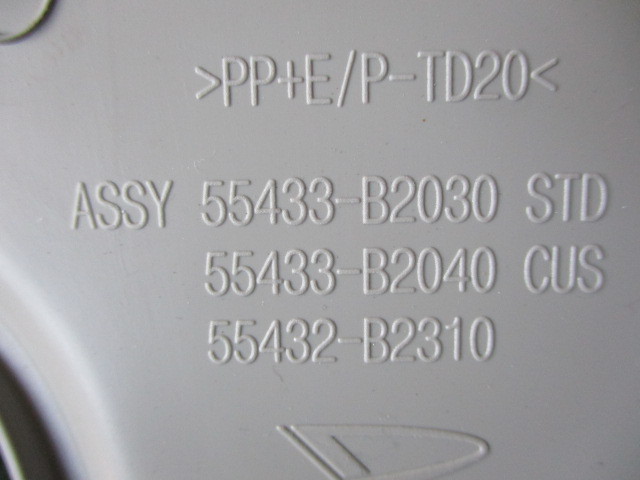 >PP+E/P-TD20<
ASSY 55433-B2030 STD
55433-B2040 CUS
55432-B2310